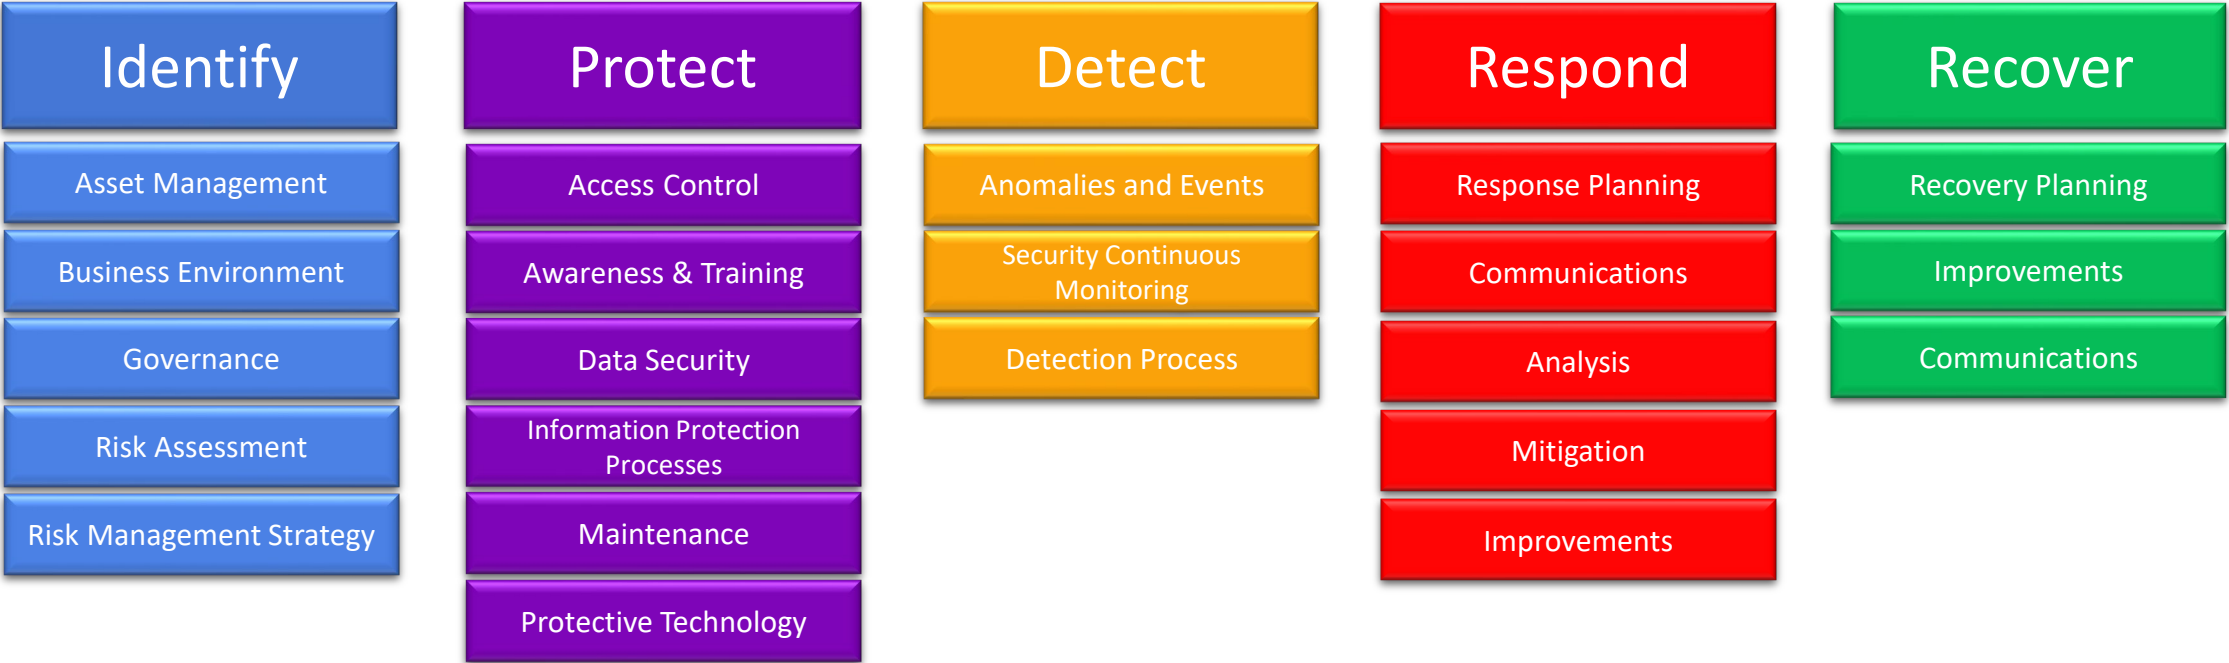 Identify
Asset Management
Business Environment
Governance
Risk Assessment
Risk Management Strategy
Protect
Access Control
Awareness & Training
Data Security
Information Protection
Processes
Maintenance
Protective Technology
Detect
Anomalies and Events
Security Continuous
Monitoring
Detection Process
Respond
Response Planning
Communications
Analysis
Mitigation
Improvements
Recover
Recovery Planning
Improvements
Communications